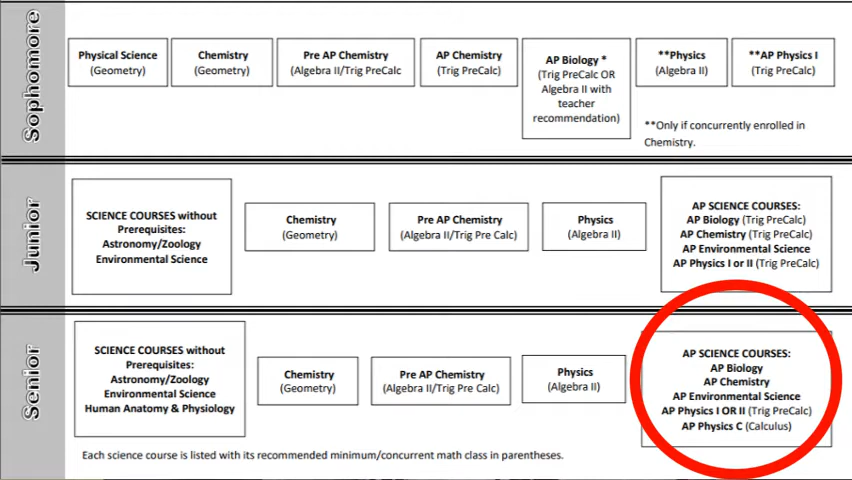 Sophomore
Physical Science
(Geometry)
Chemistry
(Geometry)
Pre AP Chemistry
(Algebra II/Trig PreCalc
AP Chemistry
(Trig PreCalc)
AP Biology *
(Trig PreCalc OR
Algebra II with
teacher
recommendation)
**Physics
(Algebra II)
**AP Physics I
(Trig PreCalc)
**Only if concurrently enrolled in
Chemistry.
Junior
SCIENCE COURSES without
Prerequisites:
Astronomy/Zoology
Environmental Science
Chemistry
(Geometry)
Pre AP Chemistry
(Algebra II/Trig Pre Calc)
Physics
(Algebra II)
AP SCIENCE COURSES:
AP Biology (Trig PreCalc)
AP Chemistry (Trig PreCalc)
AP Environmental Science
AP Physics I or II (Trig PreCalc)
Senior
SCIENCE COURSES without
Prerequisites:
Astronomy/Zoology
Environmental Science
Human Anatomy & Physiology
Chemistry
(Geometry)
Pre AP Chemistry
(Algebra II/Trig Pre Calc)
Physics
(Algebra II)
AP SCIENCE COURSES:
AP Biology
AP Chemistry
AP Environmental Science
AP Physics I OR II (Trig PreCalc)
AP Physics C (Calculus)
Each science course is listed with its recommended minimum/concurrent math class in parentheses.